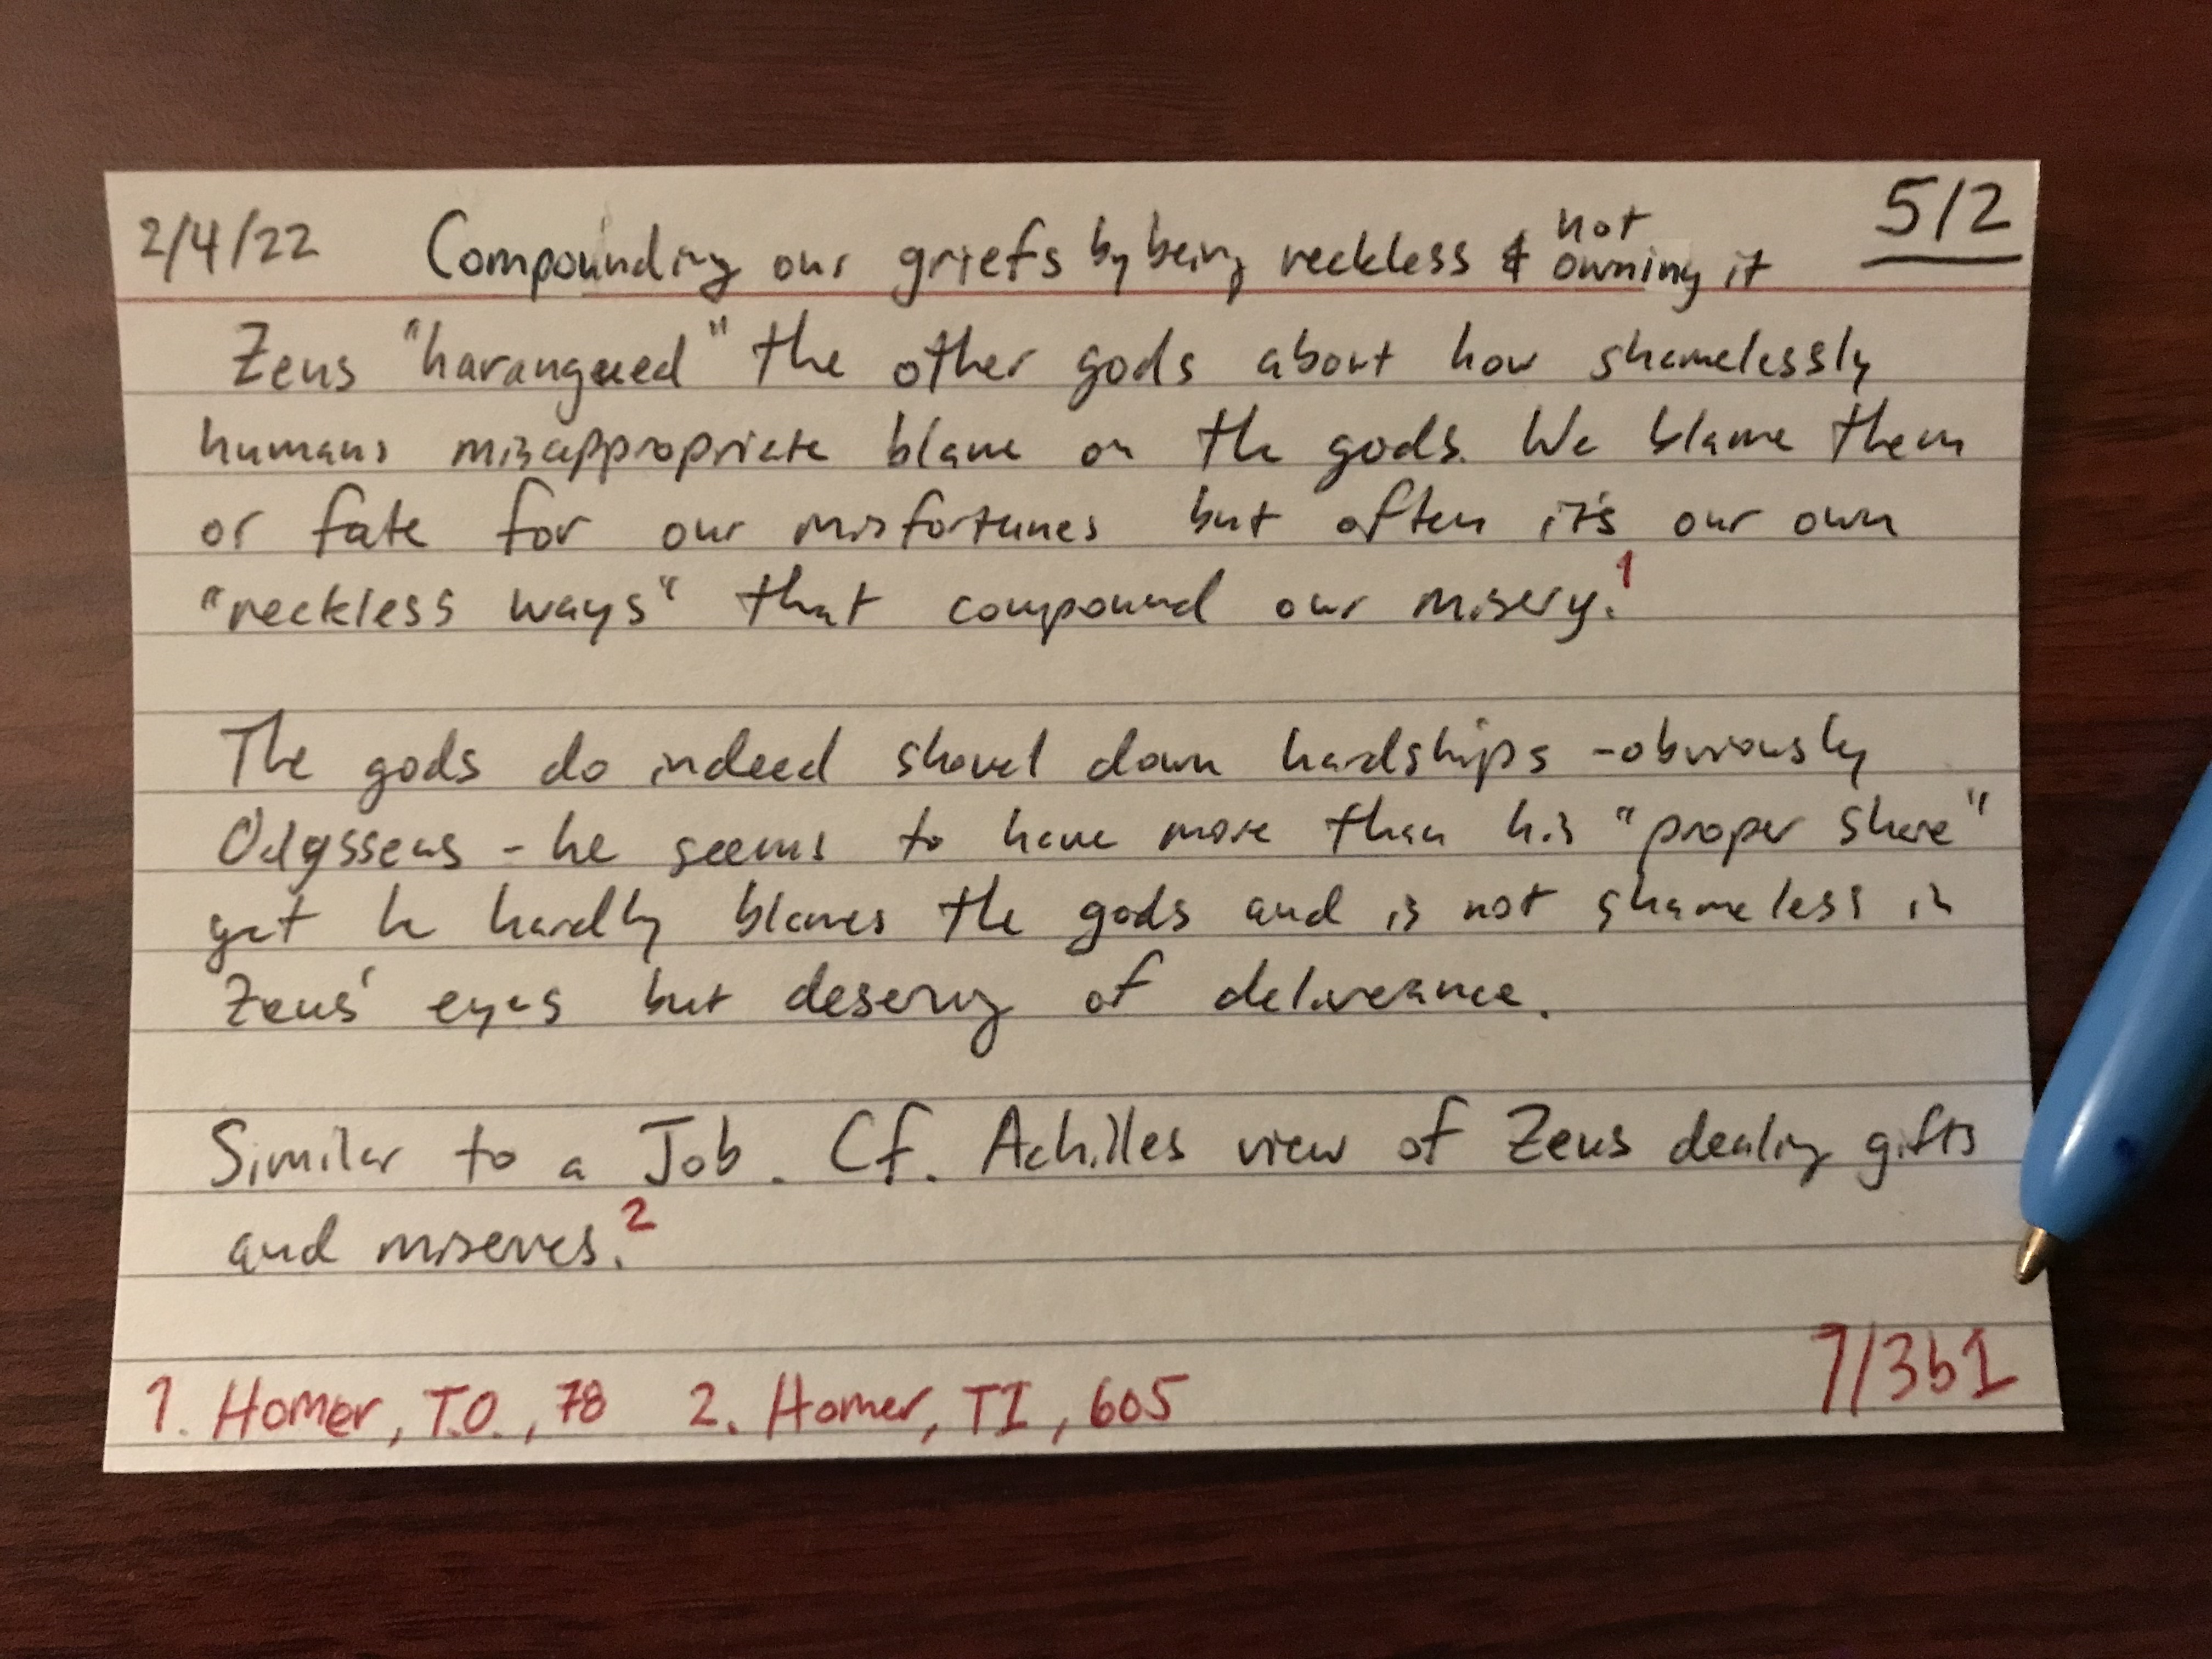 2/4/22 Compounding our griefs by being reckless & not owning it 5/2
Zeus "harangued" the other gods about how shamelessly
humans misappropriate blame on the gods. We blame them
or fate for our misfortunes but often it's our own
"reckless ways" that compound our misery.1
The gods do indeed shovel down hardships - obviously
Odysseus - he seems to have more than his "proper share"
yet he hardly blames the gods and is not shameless in
Zeus' eyes but deserving of deliverance.
Similar to a Job. Cf. Achilles view of Zeus dealing gifts
and miseries.2
1. Homer, T.O., 78 2. Homer, TI, 605
7/3b1